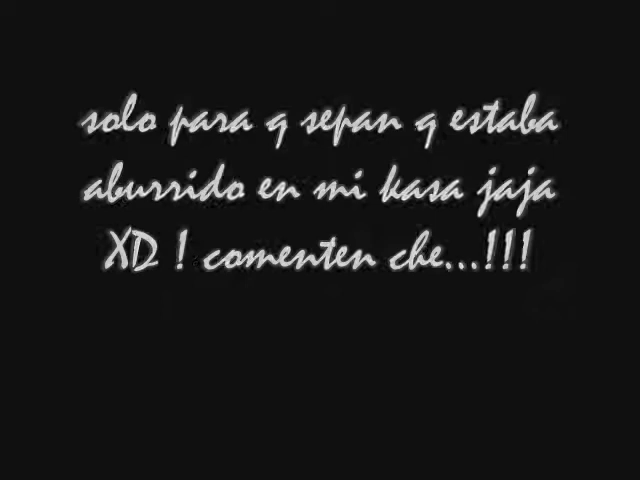 solo para q sepan q estaba
aburrido en mi kasa jaja
XD ! comenten che...!!!